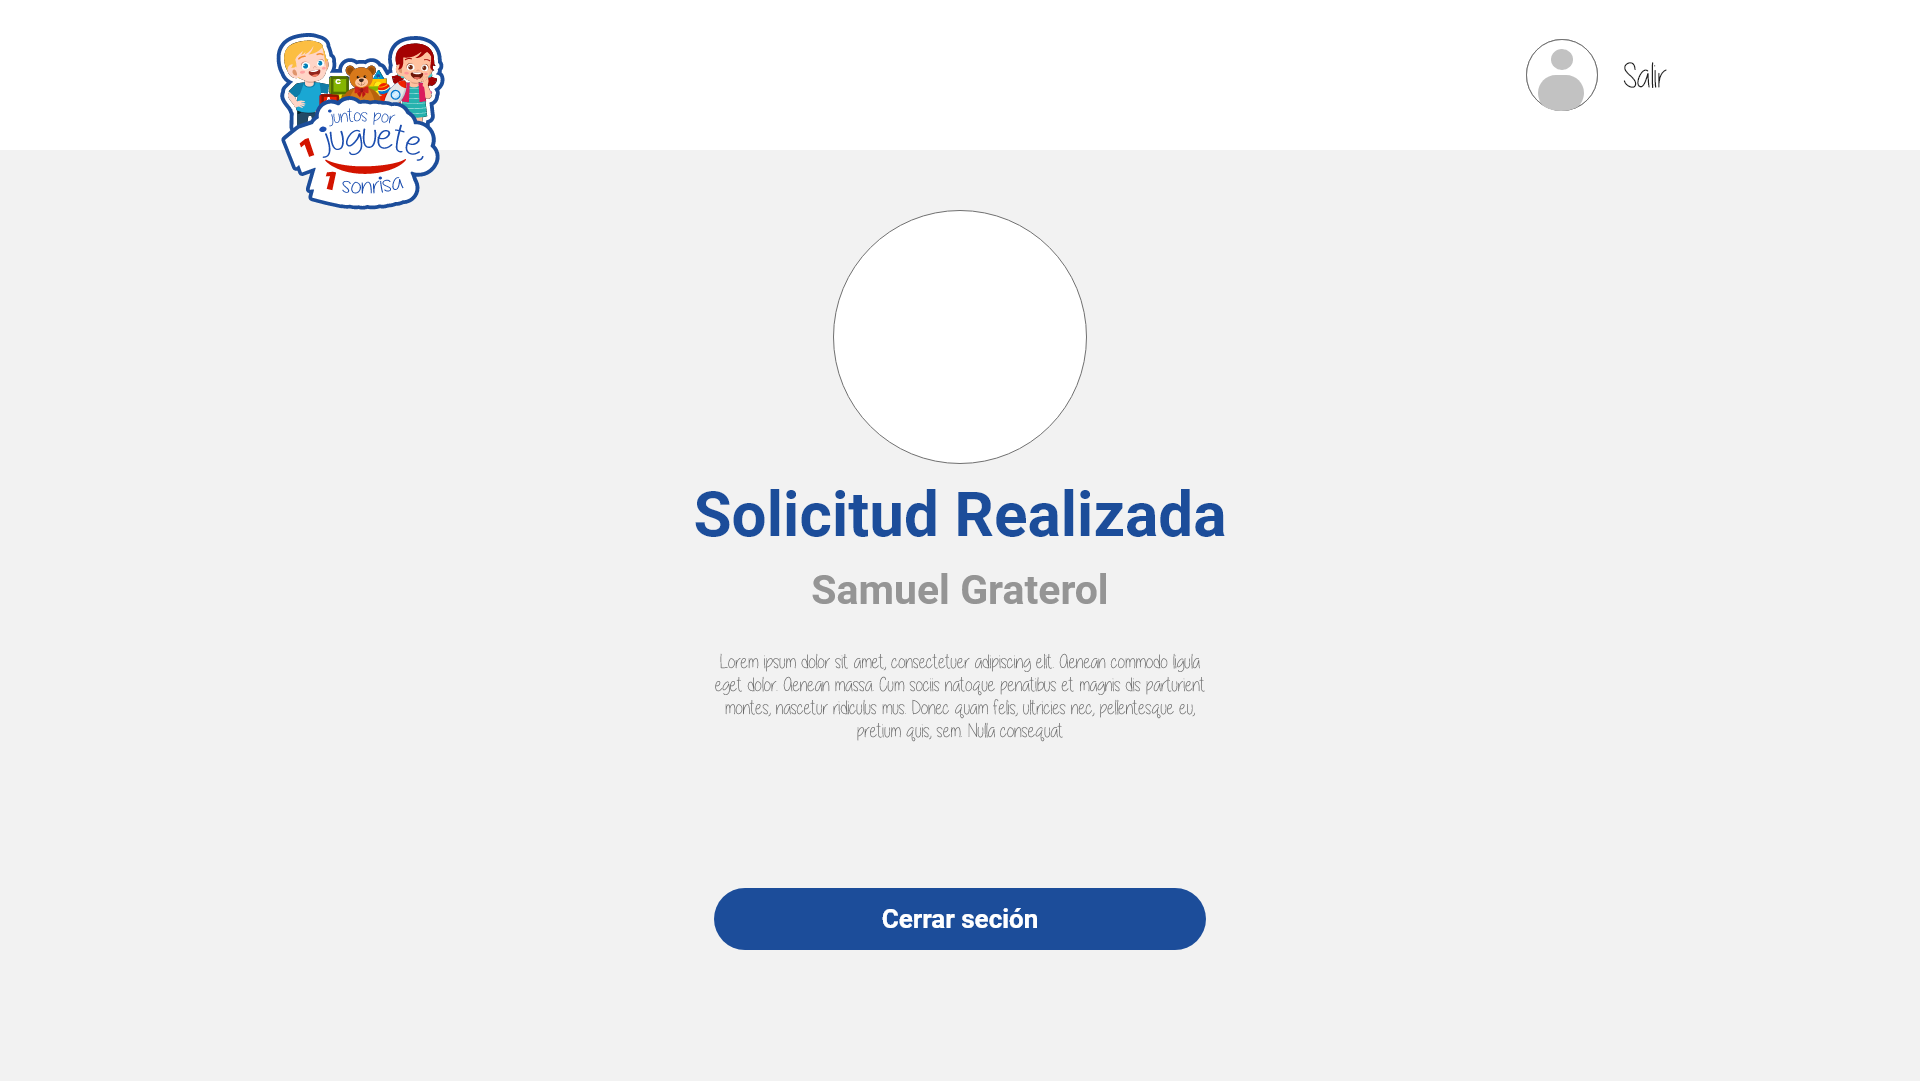 juntos por
1 juguete,
1 sonrisa
Salir
Solicitud Realizada
Samuel Graterol
Lorem ipsum dolor sit amet, consectetuer adipiscing elit. Aenean commodo ligula
eget dolor. Aenean massa. Cum sociis natoque penatibus et magnis dis parturient
montes, nascetur ridiculus mus. Donec quam felis, ultricies nec, pellentesque eu,
pretium quis, sem. Nulla consequat
Cerrar seción